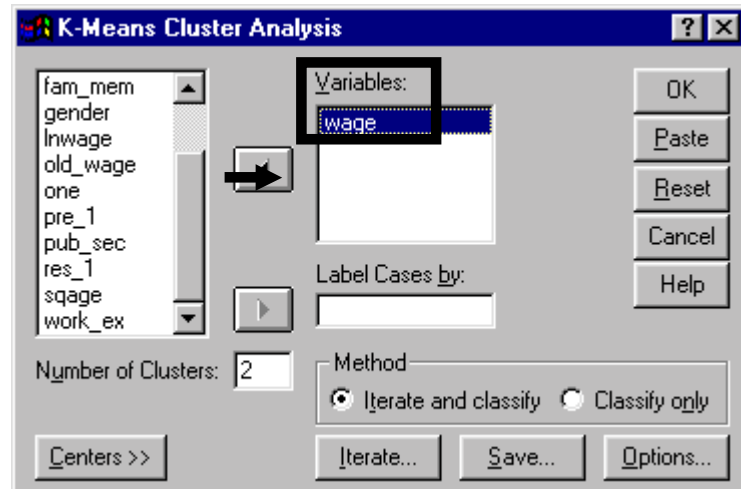 K-Means Cluster Analysis
fam_mem
gender
lnwage
old_wage
one
pre_1
pub_sec
res_1
sqage
work_ex
Variables:
wage
Label Cases by:
OK
Paste
Reset
Cancel
Help
Number of Clusters: 2
Method
Iterate and classify
Classify only
Centers >>
Iterate...
Save...
Options...